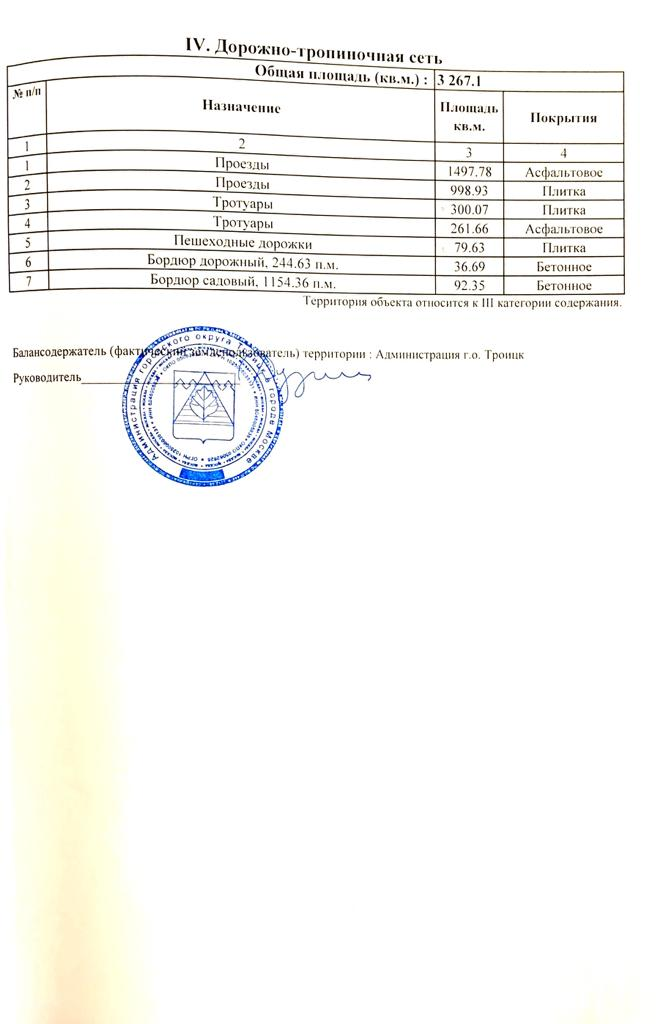 IV. Дорожно-тропиночная сеть
Общая площадь (кв.м.) : 3 267.1
№ п/п Назначение Площадь кв.м. Покрытия
1 2 3 4
1 Проезды 1497.78 Асфальтовое
2 Проезды 998.93 Плитка
3 Тротуары 300.07 Плитка
4 Тротуары 261.66 Асфальтовое
5 Пешеходные дорожки 79.63 Плитка
6 Бордюр дорожный, 244.63 п.м. 36.69 Бетонное
7 Бордюр садовый, 1154.36 п.м. 92.35 Бетонное
Территория объекта относится к III категории содержания.
Балансодержатель (фактический землепользователь) территории : Администрация г.о. Троицк
Руководитель
Администрация городского округа Троицк в городе Москве